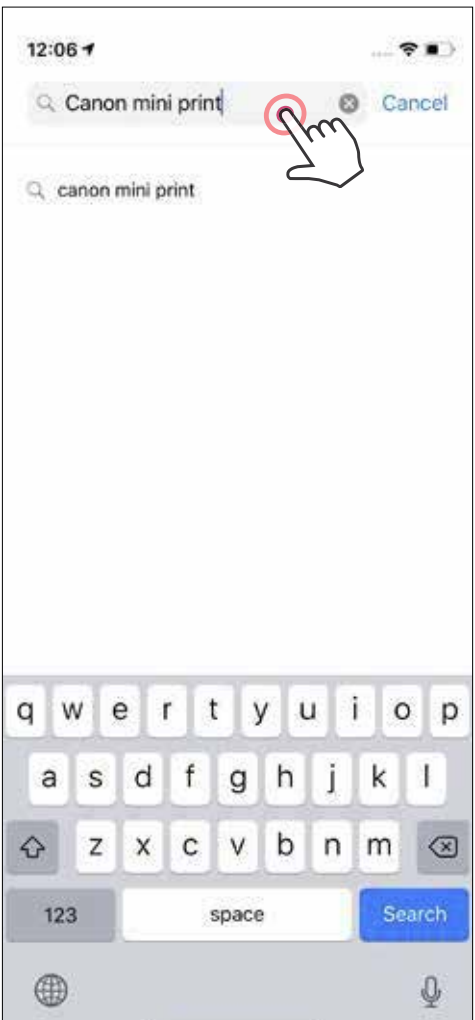 12:06
Canon mini print Cancel
canon mini print
q w e r t y u i o p
a s d f g h j k l
z x c v b n m
123 space Search